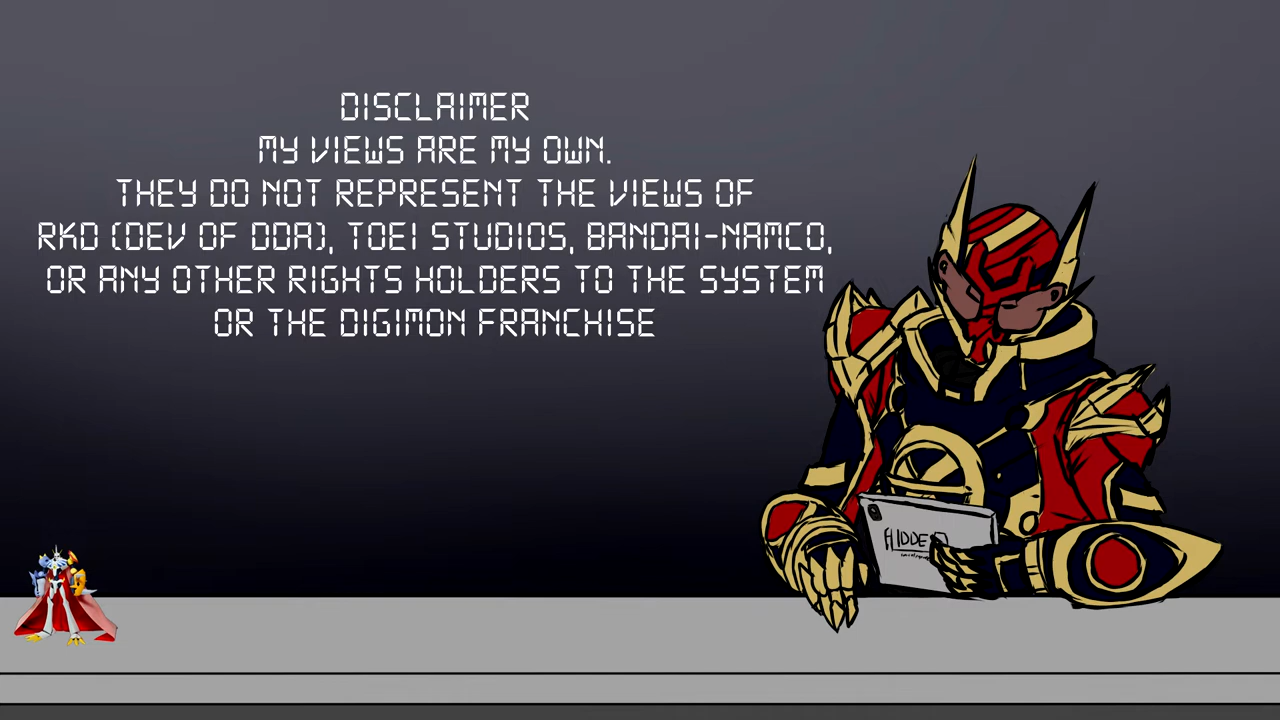 DISCLAIMER
MY VIEWS ARE MY OWN.
THEY DO NOT REPRESENT THE VIEWS OF
RKD (DEV OF DDA), TOEI STUDIOS, BANDAI-NAMCO,
OR ANY OTHER RIGHTS HOLDERS TO THE SYSTEM
OR THE DIGIMON FRANCHISE